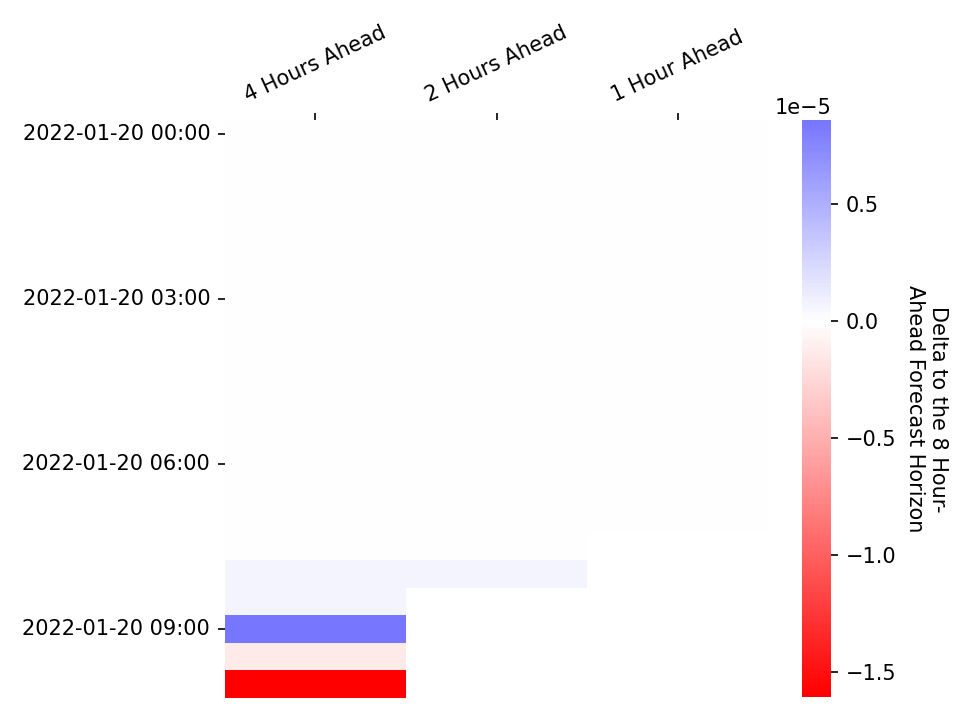 4 Hours Ahead
2 Hours Ahead
1 Hour Ahead
1e−5
2022-01-20 00:00
2022-01-20 03:00
2022-01-20 06:00
2022-01-20 09:00
0.5
0.0
−0.5
−1.0
−1.5
Delta to the 8 Hour-
Ahead Forecast Horizon